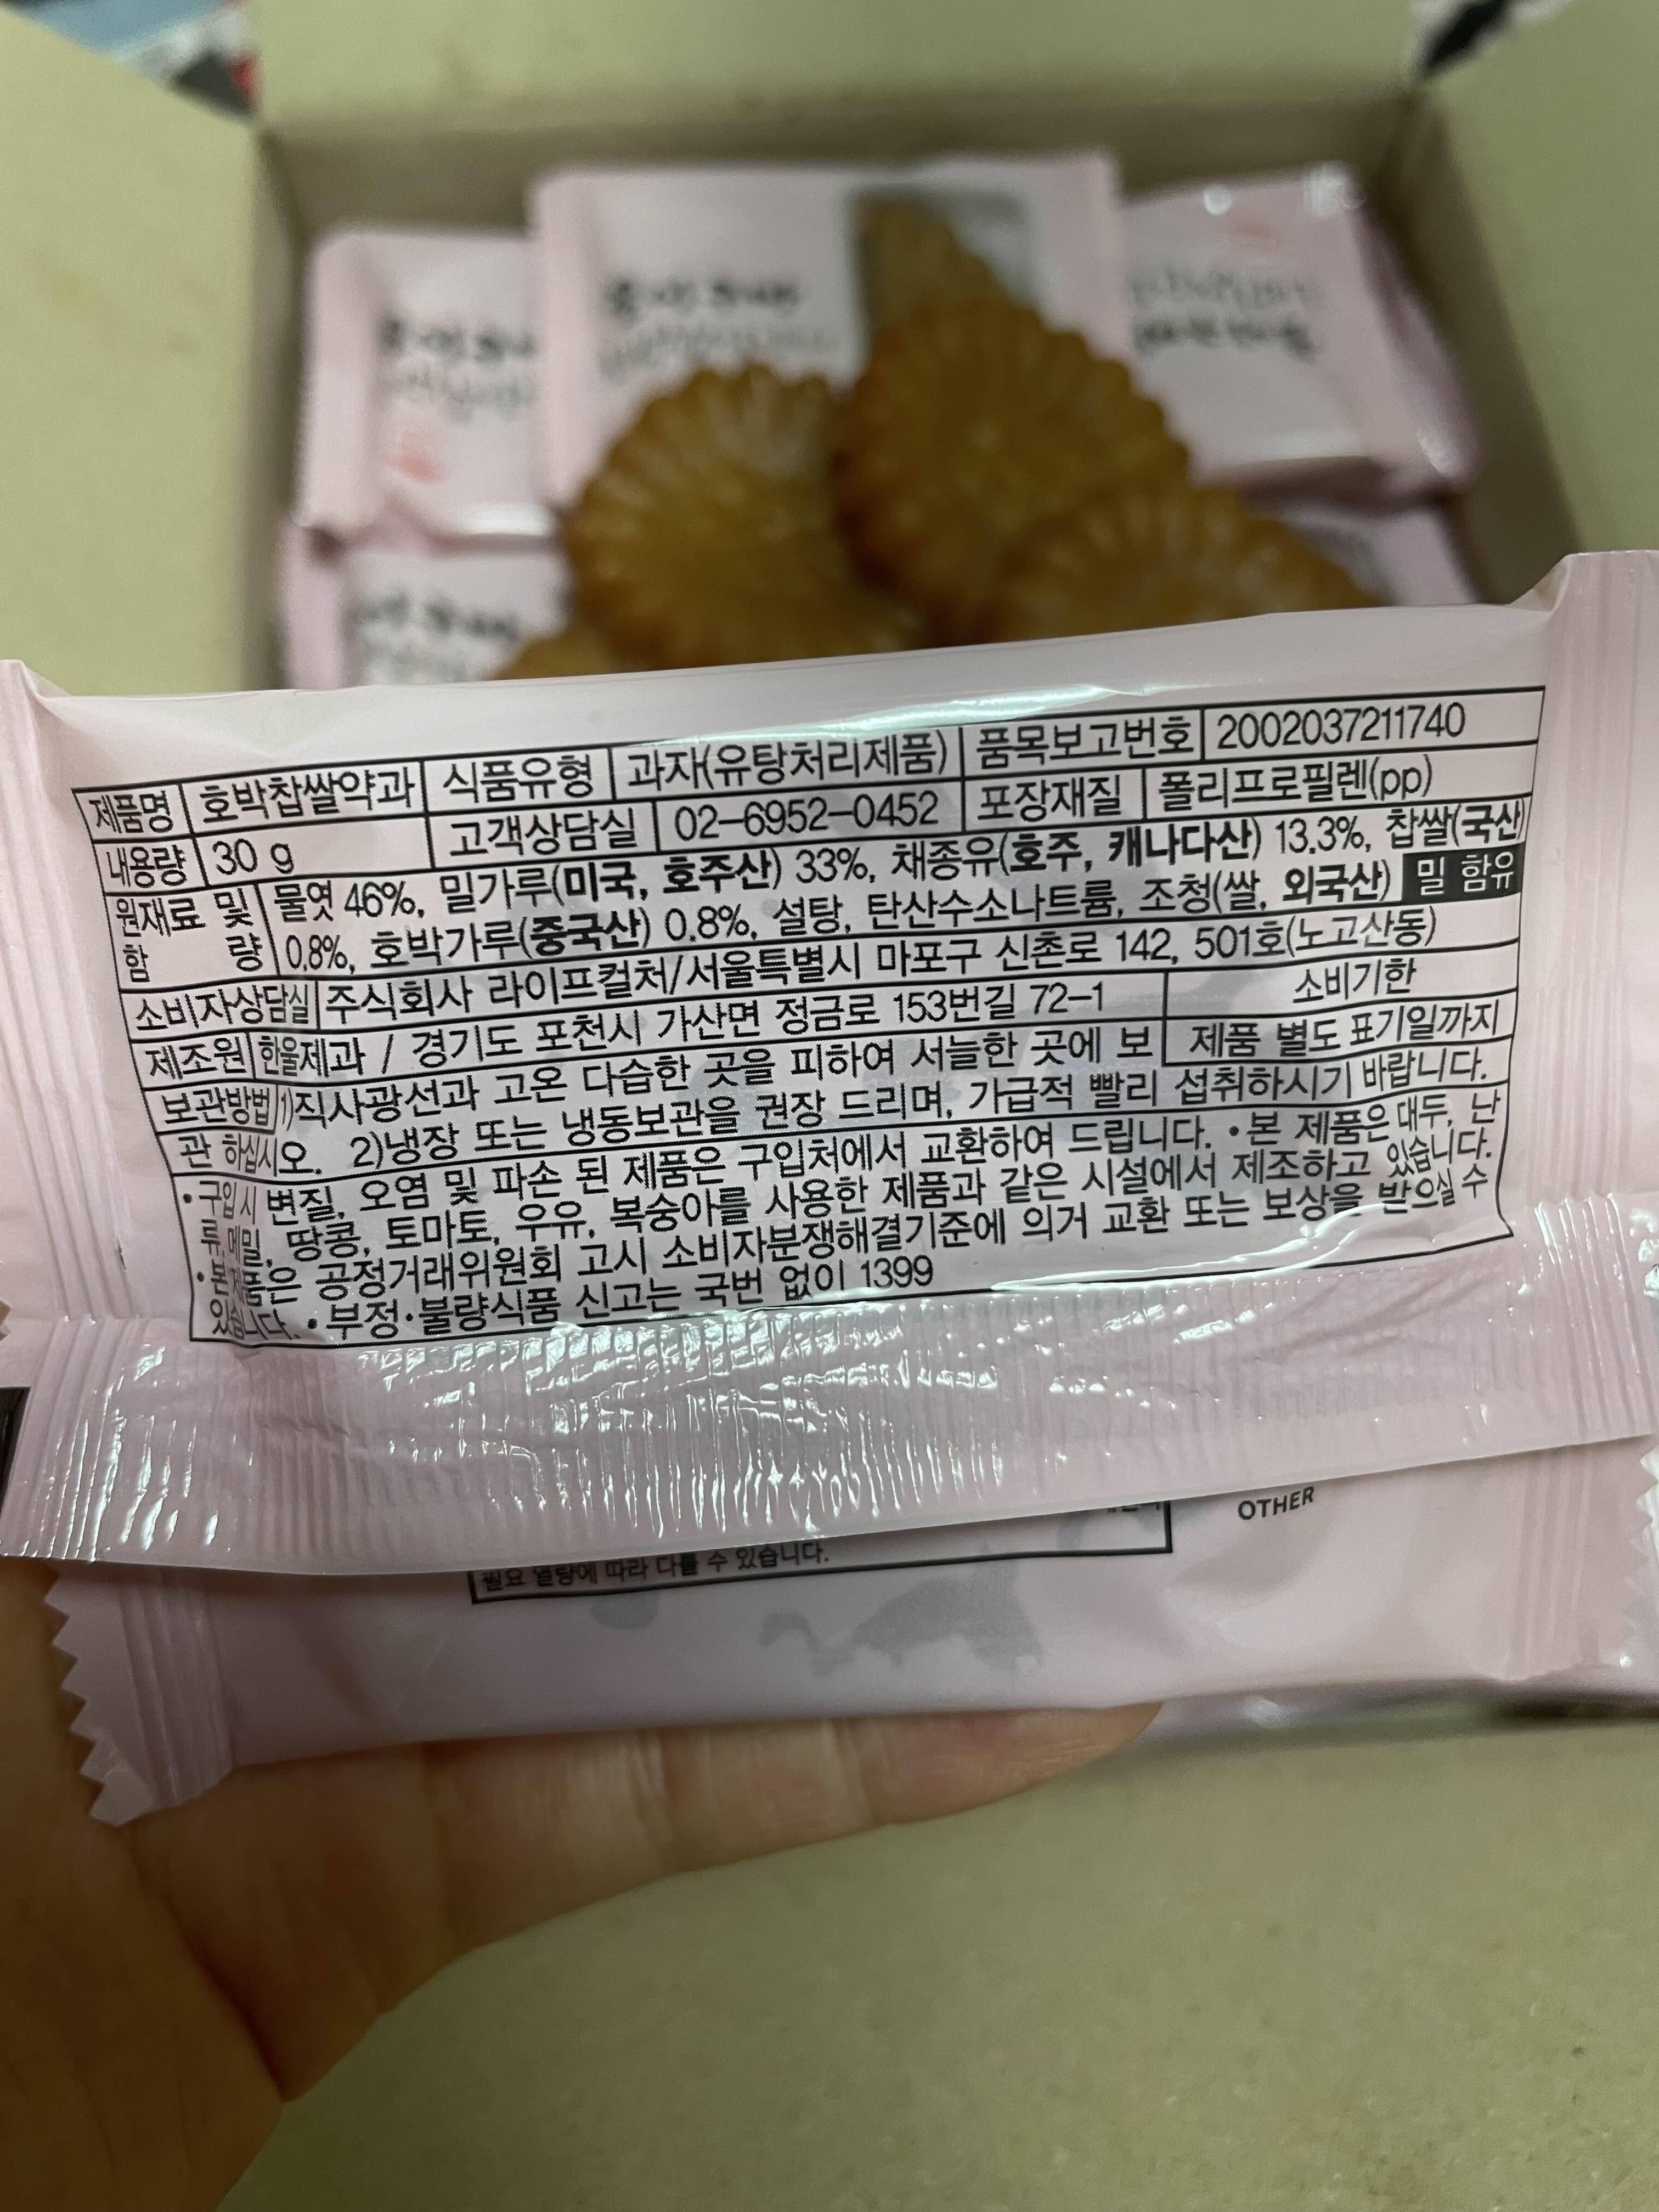 제품명 호박찹쌀약과 식품유형 과자(유탕처리제품) 품목보고번호 2002037211740
내용량 30 g 고객상담실 02-6952-0452 포장재질 폴리프로필렌(pp)
원재료 및 물엿 46%, 밀가루(미국, 호주산) 33%, 채종유(호주, 캐나다산) 13.3%, 찹쌀(국산)
함 량 0.8%, 호박가루(중국산) 0.8%, 설탕, 탄산수소나트륨, 조청(쌀, 외국산) 밀 함유
소비자상담실 주식회사 라이프컬처/서울특별시 마포구 신촌로 142, 501호(노고산동)
제조원 한울제과 / 경기도 포천시 가산면 정금로 153번길 72-1 소비기한
보관방법 1)직사광선과 고온 다습한 곳을 피하여 서늘한 곳에 보 제품 별도 표기일까지
관 하십시오. 2)냉장 또는 냉동보관을 권장 드리며, 가급적 빨리 섭취하시기 바랍니다.
•구입시 변질, 오염 및 파손 된 제품은 구입처에서 교환하여 드립니다. •본 제품은 대두, 난
류, 메밀, 땅콩, 토마토, 우유, 복숭아를 사용한 제품과 같은 시설에서 제조하고 있습니다.
•본제품은 공정거래위원회 고시 소비자분쟁해결기준에 의거 교환 또는 보상을 받으실 수
있습니다. •부정•불량식품 신고는 국번 없이 1399
OTHER
필요 열량에 따라 다를 수 있습니다.